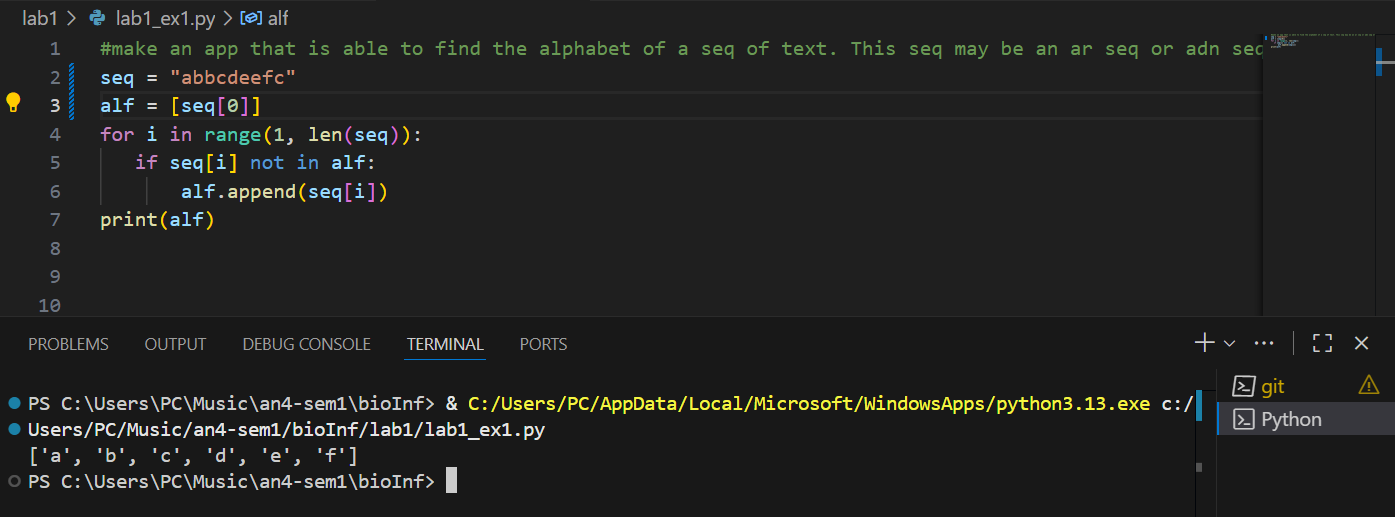 lab1 > lab1_ex1.py > alf
1 #make an app that is able to find the alphabet of a seq of text. This seq may be an ar seq or adn seq
2 seq = "abbcdeefc"
3 alf = [seq[0]]
4 for i in range(1, len(seq)):
5 if seq[i] not in alf:
6 alf.append(seq[i])
7 print(alf)
8
9
10
PROBLEMS OUTPUT DEBUG CONSOLE TERMINAL PORTS
PS C:\Users\PC\Music\an4-sem1\bioInf> & C:/Users/PC/AppData/Local/Microsoft/WindowsApps/python3.13.exe c:/
Users/PC/Music/an4-sem1/bioInf/lab1/lab1_ex1.py
['a', 'b', 'c', 'd', 'e', 'f']
PS C:\Users\PC\Music\an4-sem1\bioInf>
git
Python